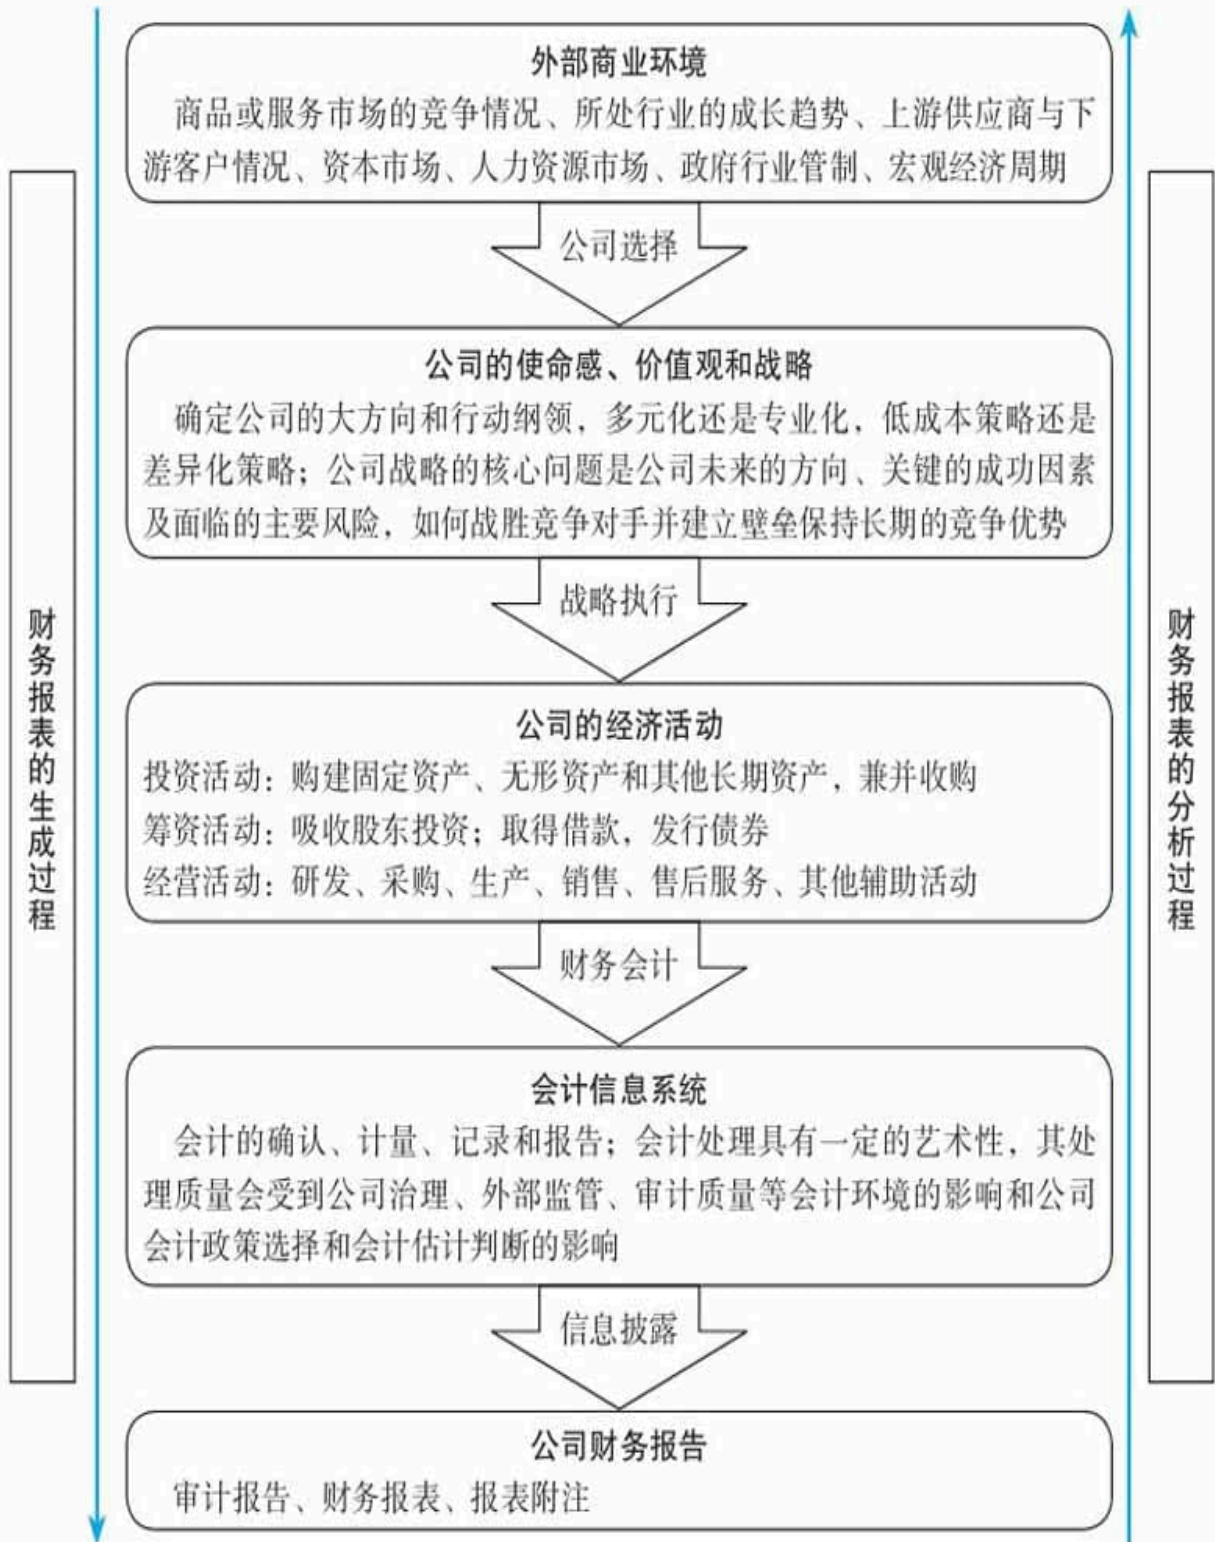 外部商业环境
商品或服务市场的竞争情况、所处行业的成长趋势、上游供应商与下
游客户情况、资本市场、人力资源市场、政府行业管制、宏观经济周期
公司选择
公司的使命感、价值观和战略
确定公司的大方向和行动纲领，多元化还是专业化，低成本策略还是
差异化策略；公司战略的核心问题是公司未来的方向、关键的成功因素
及面临的主要风险，如何战胜竞争对手并建立壁垒保持长期的竞争优势
战略执行
公司的经济活动
投资活动：购建固定资产、无形资产和其他长期资产，兼并收购
筹资活动：吸收股东投资；取得借款，发行债券
经营活动：研发、采购、生产、销售、售后服务、其他辅助活动
财务会计
会计信息系统
会计的确认、计量、记录和报告；会计处理具有一定的艺术性，其处
理质量会受到公司治理、外部监管、审计质量等会计环境的影响和公司
会计政策选择和会计估计判断的影响
信息披露
公司财务报告
审计报告、财务报表、报表附注
财务报表的生成过程
财务报表的分析过程